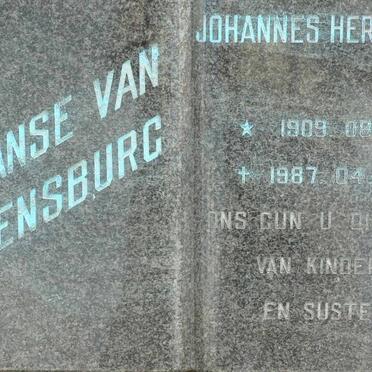 ANSE VAN
ENSBURG
JOHANNES HER
* 1909 08
† 1987 04
ONS GUN U DI
VAN KINDE
EN SUSTE